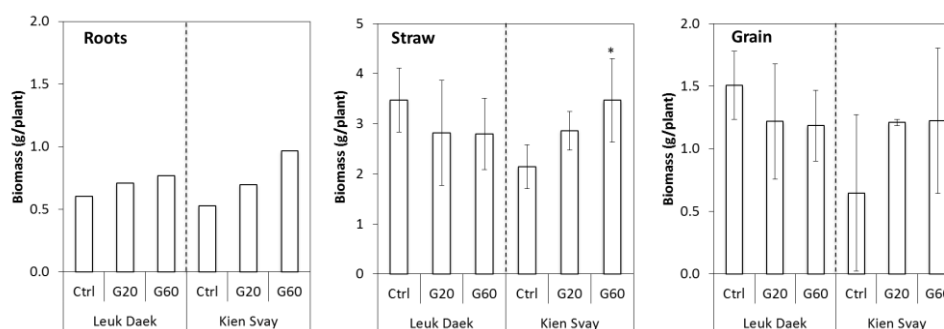 Roots
Biomass (g/plant)
2.0
1.5
1.0
0.5
0.0
Ctrl G20 G60 Ctrl G20 G60
Leuk Daek Kien Svay
Straw
*
Biomass (g/plant)
5
4
3
2
1
0
Ctrl G20 G60 Ctrl G20 G60
Leuk Daek Kien Svay
Grain
Biomass (g/plant)
2.0
1.5
1.0
0.5
0.0
Ctrl G20 G60 Ctrl G20 G60
Leuk Daek Kien Svay